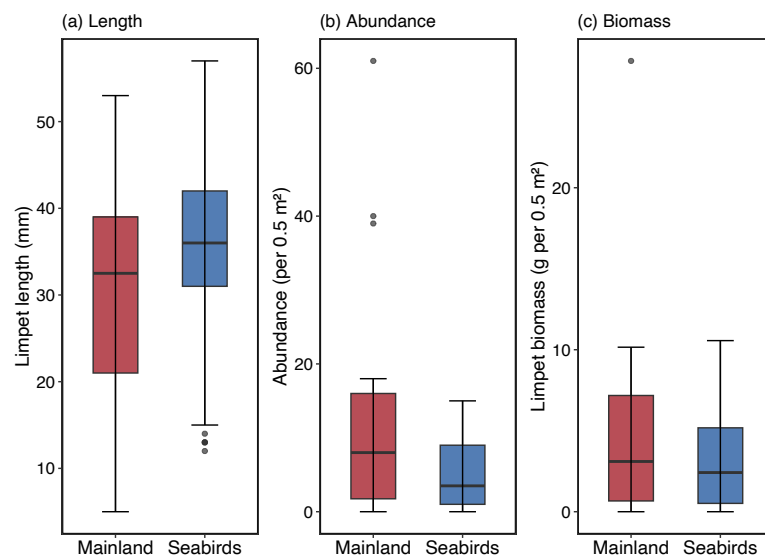 (a) Length
Limpet length (mm)
50
40
30
20
10
Mainland
Seabirds
(b) Abundance
Abundance (per 0.5 m²)
60
40
20
0
Mainland
Seabirds
(c) Biomass
Limpet biomass (g per 0.5 m²)
20
10
0
Mainland
Seabirds